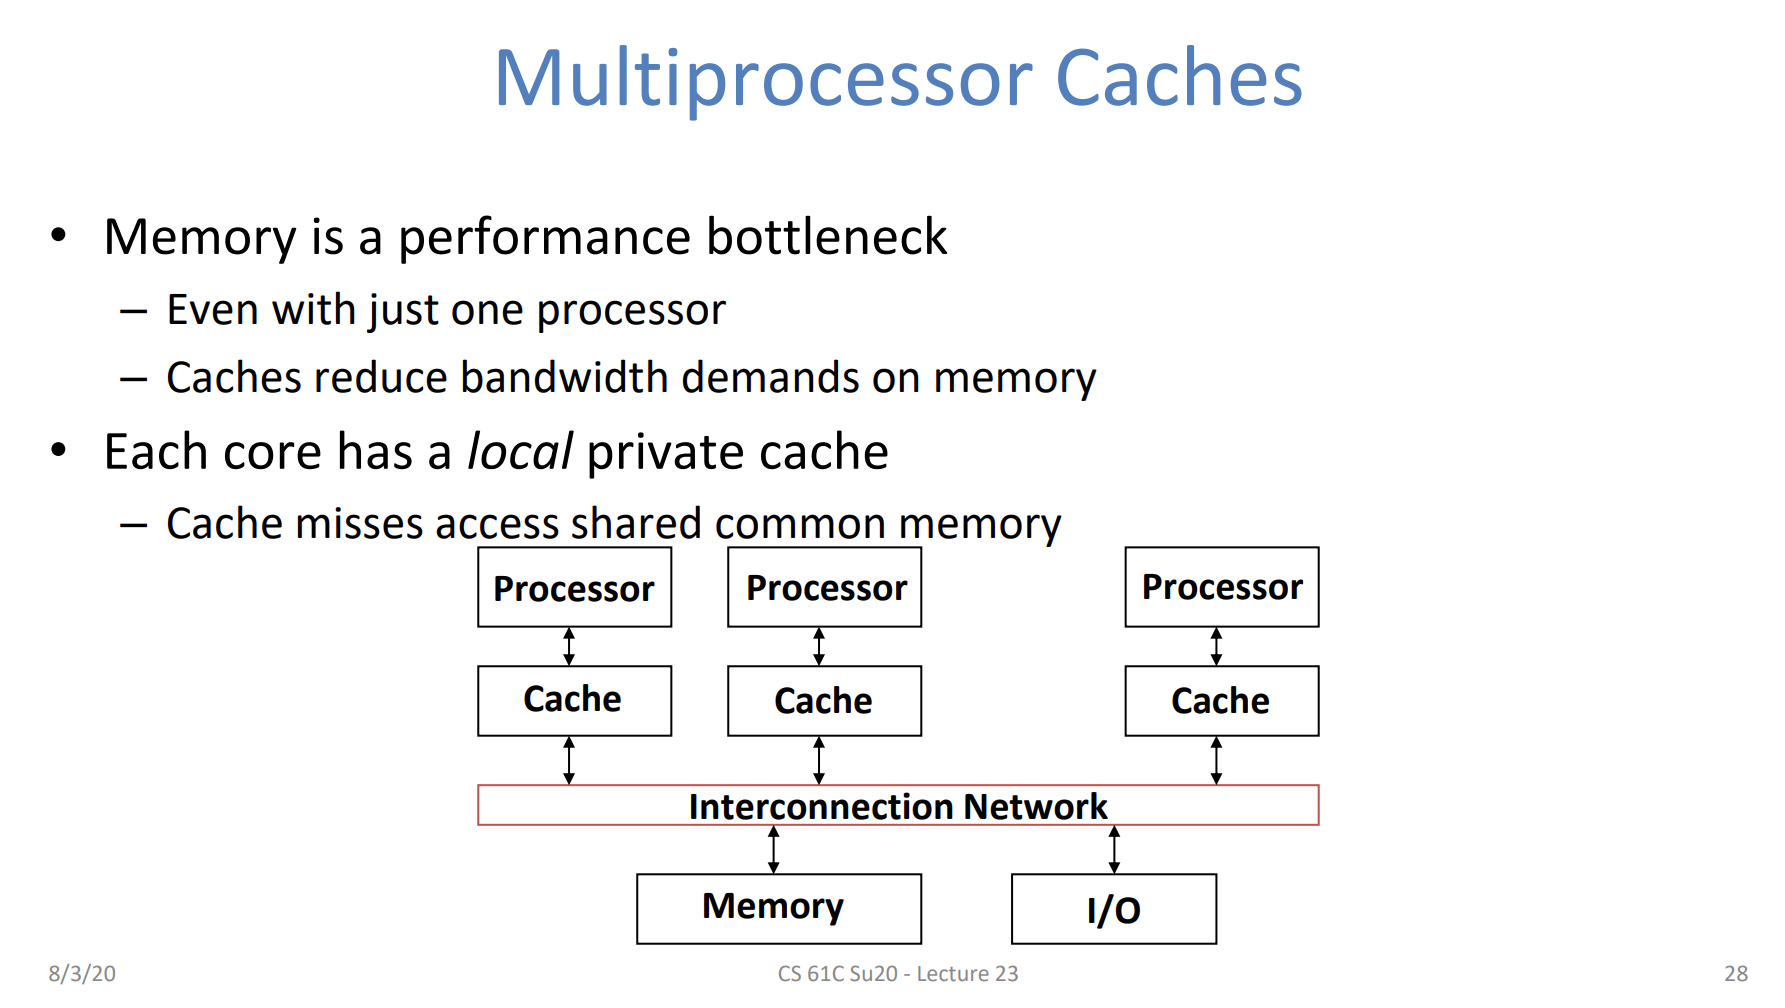 Multiprocessor Caches
• Memory is a performance bottleneck
– Even with just one processor
– Caches reduce bandwidth demands on memory
• Each core has a local private cache
– Cache misses access shared common memory
Processor Processor Processor
Cache Cache Cache
Interconnection Network
Memory I/O
8/3/20 CS 61C Su20 - Lecture 23 28